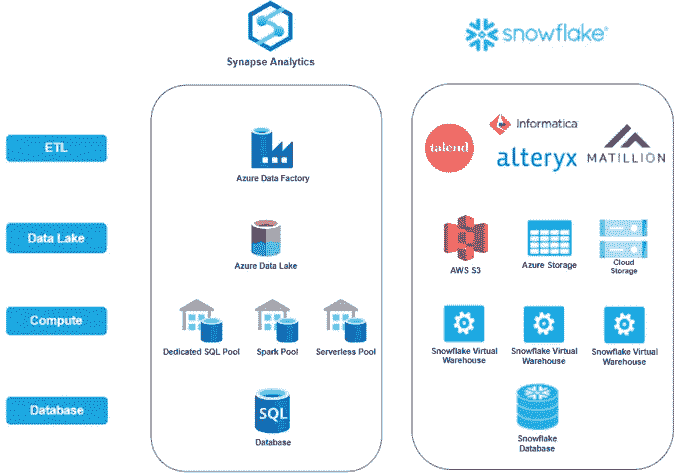 Synapse Analytics
snowflake®
ETL
talend
Informatica
alteryx
MATILLION
Azure Data Factory
Data Lake
Azure Data Lake
AWS S3
Azure Storage
Cloud
Storage
Compute
Dedicated SQL Pool
Spark Pool
Serverless Pool
Snowflake Virtual
Warehouse
Snowflake Virtual
Warehouse
Snowflake Virtual
Warehouse
Database
SQL
Database
Snowflake
Database